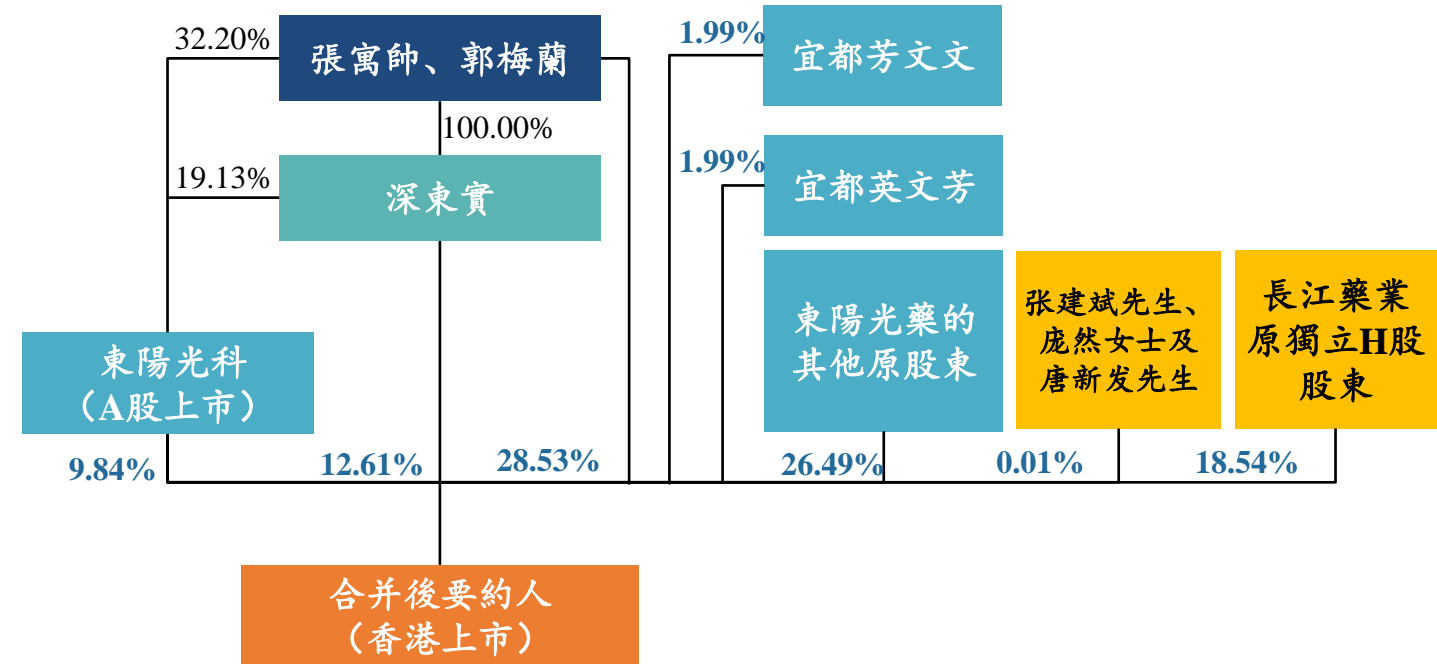 32.20%
張寓帥、郭梅蘭
1.99%
宜都芳文文
100.00%
19.13%
深東實
1.99%
宜都英文芳
東陽光科
（A股上市）
東陽光藥的
其他原股東
张建斌先生、
庞然女士及
唐新发先生
長江藥業
原獨立H股
股東
9.84%
12.61%
28.53%
26.49%
0.01%
18.54%
合并後要約人
（香港上市）